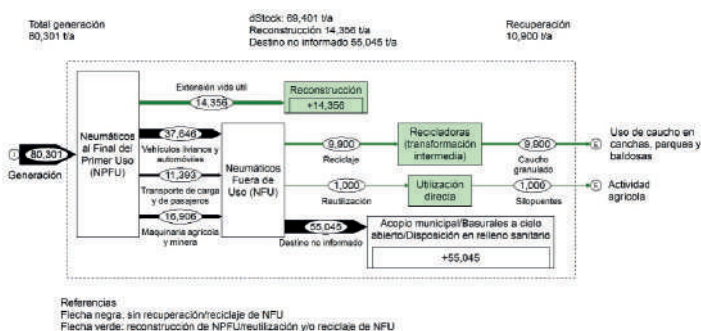 Total generación
80,301 t/a
dStock: 69,401 t/a
Reconstrucción 14,356 t/a
Destino no informado 55,045 t/a
Recuperación
10,900 t/a
Extensión vida útil
14,356
Reconstrucción
+14,356
Neumáticos
al Final del
Primer Uso
(NPFU)
80,301
Generación
37,646
Vehículos livianos y
automóviles
11,393
Transporte de carga
y de pasajeros
16,906
Maquinaria agrícola
y minera
Neumáticos
Fuera de
Uso (NFU)
9,900
Reciclaje
Recicladoras
(transformación
intermedia)
9,900
Caucho
granulado
Uso de caucho en
canchas, parques y
baldosas
1,000
Reutilización
Utilización
directa
1,000
Silopuentes
Actividad
agrícola
55,045
Destino no informado
Acopio municipal/Basurales a cielo
abierto/Disposición en relleno sanitario
+55,045
Referencias
Flecha negra: sin recuperación/reciclaje de NFU
Flecha verde: reconstrucción de NPFU/reutilización y/o reciclaje de NFU